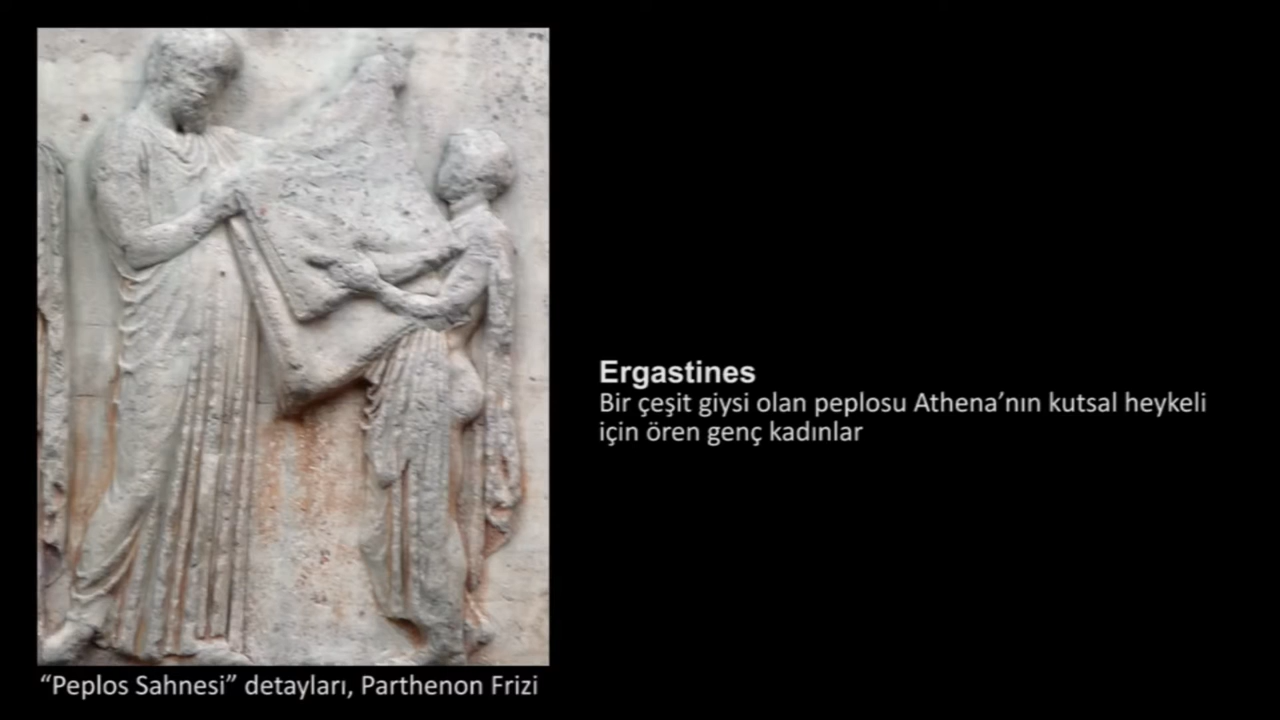 Ergastines
Bir çeşit giysi olan peplosu Athena’nın kutsal heykeli
için ören genç kadınlar
“Peplos Sahnesi” detayları, Parthenon Frizi